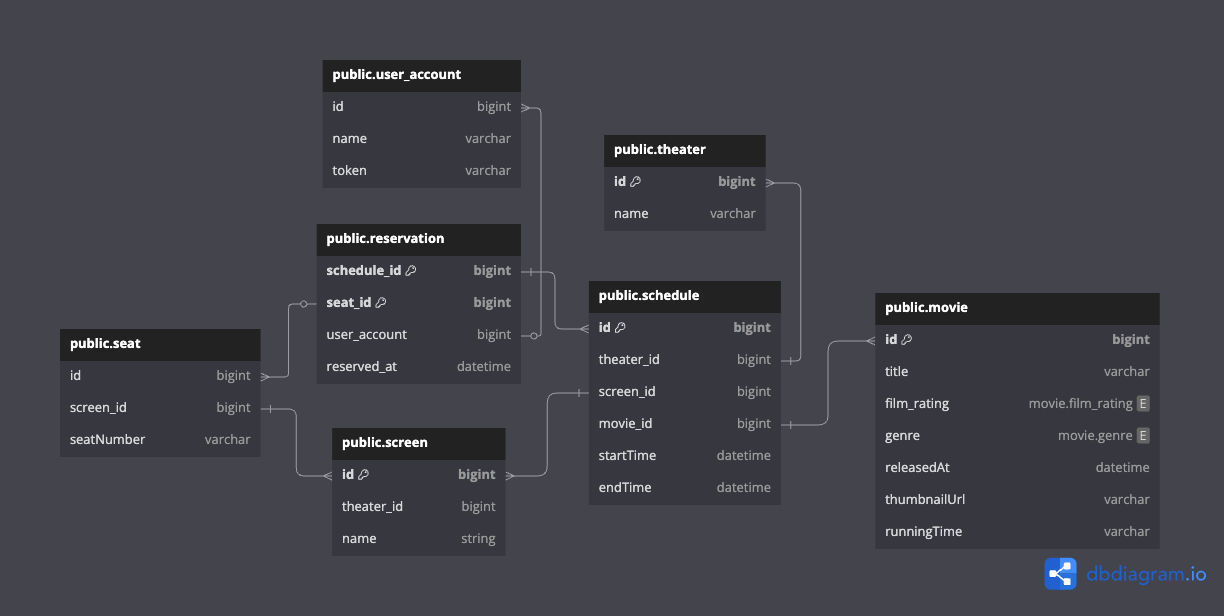 public.user_account
id bigint
name varchar
token varchar
public.theater
id bigint
name varchar
public.reservation
schedule_id bigint
seat_id bigint
user_account bigint
reserved_at datetime
public.schedule
id bigint
theater_id bigint
screen_id bigint
movie_id bigint
startTime datetime
endTime datetime
public.movie
id bigint
title varchar
film_rating movie.film_rating E
genre movie.genre E
releasedAt datetime
thumbnailUrl varchar
runningTime varchar
public.seat
id bigint
screen_id bigint
seatNumber varchar
public.screen
id bigint
theater_id bigint
name string
dbdiagram.io